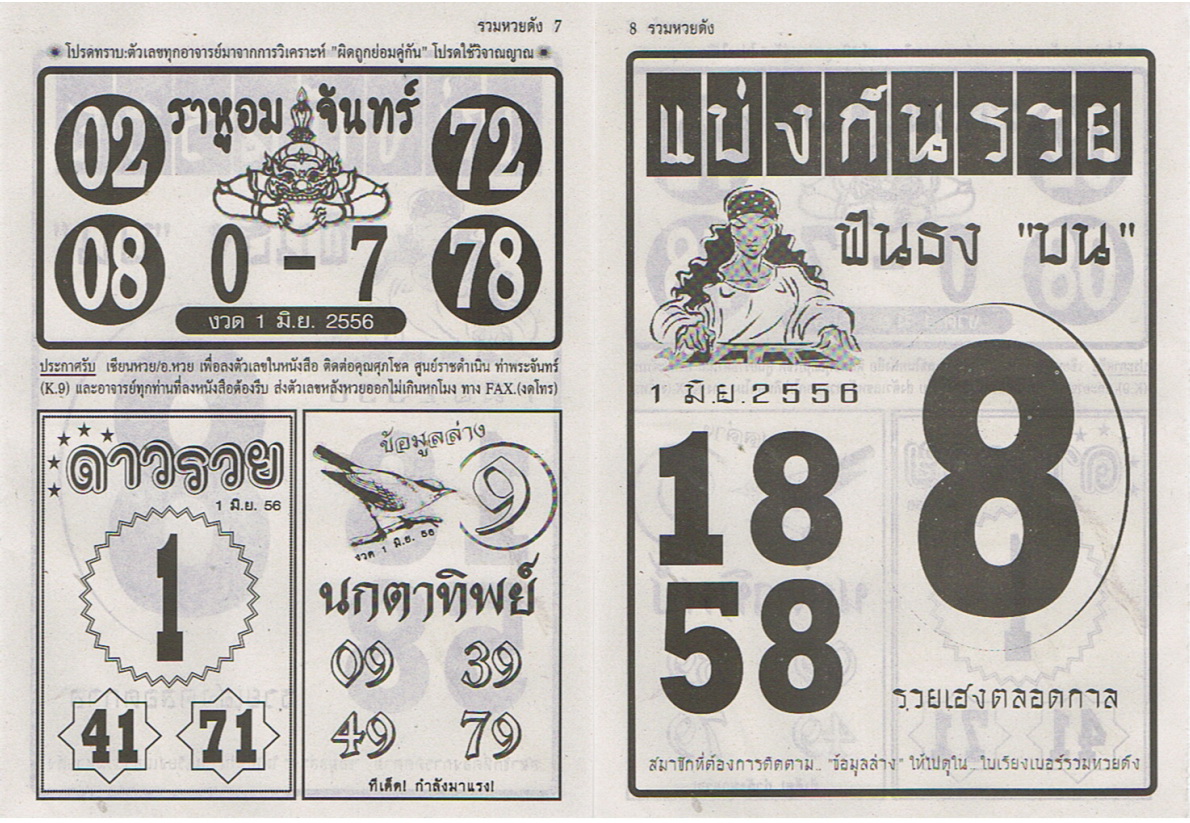 รวมหวยดัง 7
โปรดทราบ:ตัวเลขทุกอาจารย์มาจากการวิเคราะห์ "ผิดถูกย่อมคู่กัน" โปรดใช้วิจาณญาณ
ราหูอมจันทร์
02 72
08 0 - 7 78
งวด 1 มิ.ย. 2556
ประกาศรับ เซียนหวย/อ.หวย เพื่อลงตัวเลขในหนังสือ ติดต่อคุณศุภโชค ศูนย์ราชดำเนิน ท่าพระจันทร์
(K.9) และอาจารย์ทุกท่านที่ลงหนังสือต้องรีบ ส่งตัวเลขหลังหวยออกไม่เกินหกโมง ทาง FAX.(งดโทร)
ดาวรวย
1 มิ.ย. 56
1
41 71
ข้อมูลล่าง
9
งวด 1 มิ.ย. 56
นกตาทิพย์
09 39
49 79
ทีเด็ด! กำลังมาแรง!
8 รวมหวยดัง
แบ่งกันรวย
ฟันธง "บน"
1 มิ.ย.2556
18
58
8
รวยเฮงตลอดกาล
สมาชิกที่ต้องการติดตาม.. "ข้อมูลล่าง" ให้ไปดูใน...ใบเรียงเบอร์รวมหวยดัง